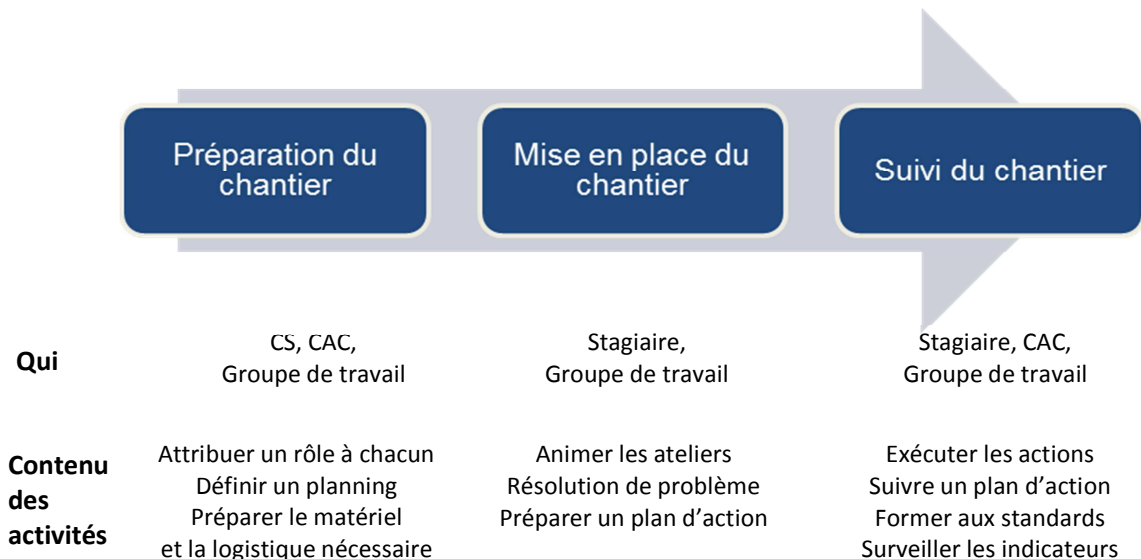 Préparation du
chantier
Mise en place du
chantier
Suivi du chantier
Qui
CS, CAC,
Groupe de travail
Stagiaire,
Groupe de travail
Stagiaire, CAC,
Groupe de travail
Contenu
des
activités
Attribuer un rôle à chacun
Définir un planning
Préparer le matériel
et la logistique nécessaire
Animer les ateliers
Résolution de problème
Préparer un plan d’action
Exécuter les actions
Suivre un plan d’action
Former aux standards
Surveiller les indicateurs